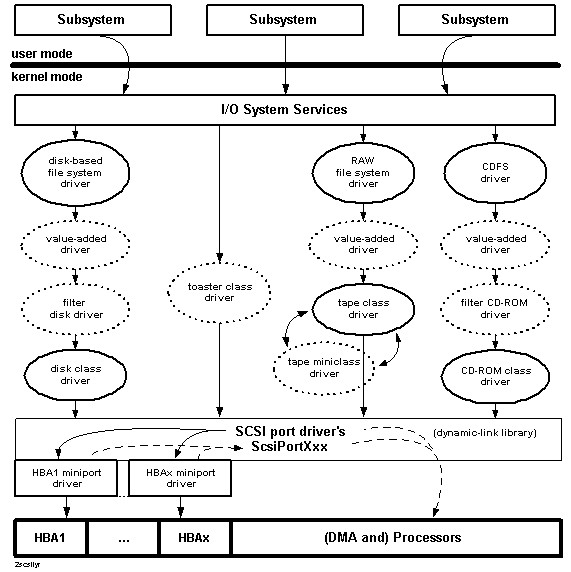 Subsystem Subsystem Subsystem
user mode
kernel mode
I/O System Services
disk-based
file system
driver
RAW
file system
driver
CDFS
driver
value-added
driver
value-added
driver
value-added
driver
toaster class
driver
filter
disk driver
tape class
driver
filter CD-ROM
driver
tape miniclass
driver
disk class
driver
CD-ROM class
driver
SCSI port driver's
ScsiPortXxx
(dynamic-link library)
HBA1 miniport
driver
HBAx miniport
driver
HBA1 ... HBAx (DMA and) Processors
2scsilyr